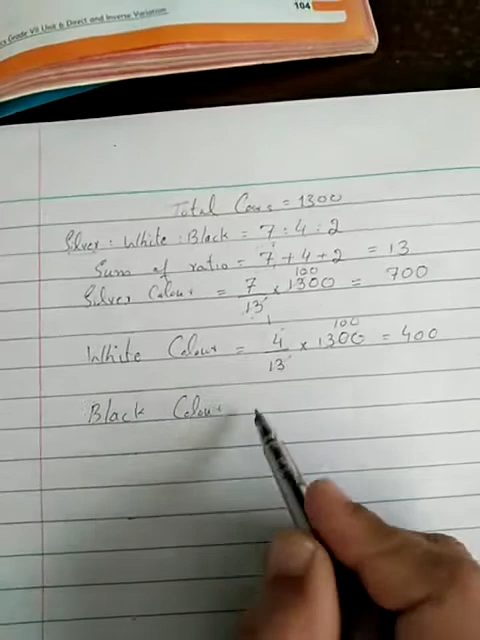 104
cs Grade VII Unit 6 Direct and Inverse Variation
Total Cars = 1300
Silver : White : Black = 7 : 4 : 2
Sum of ratio = 7 + 4 + 2 = 13
Silver Colour = 7/13 × 1300 = 700
100
1
White Colour = 4/13 × 1300 = 400
100
Black Colour